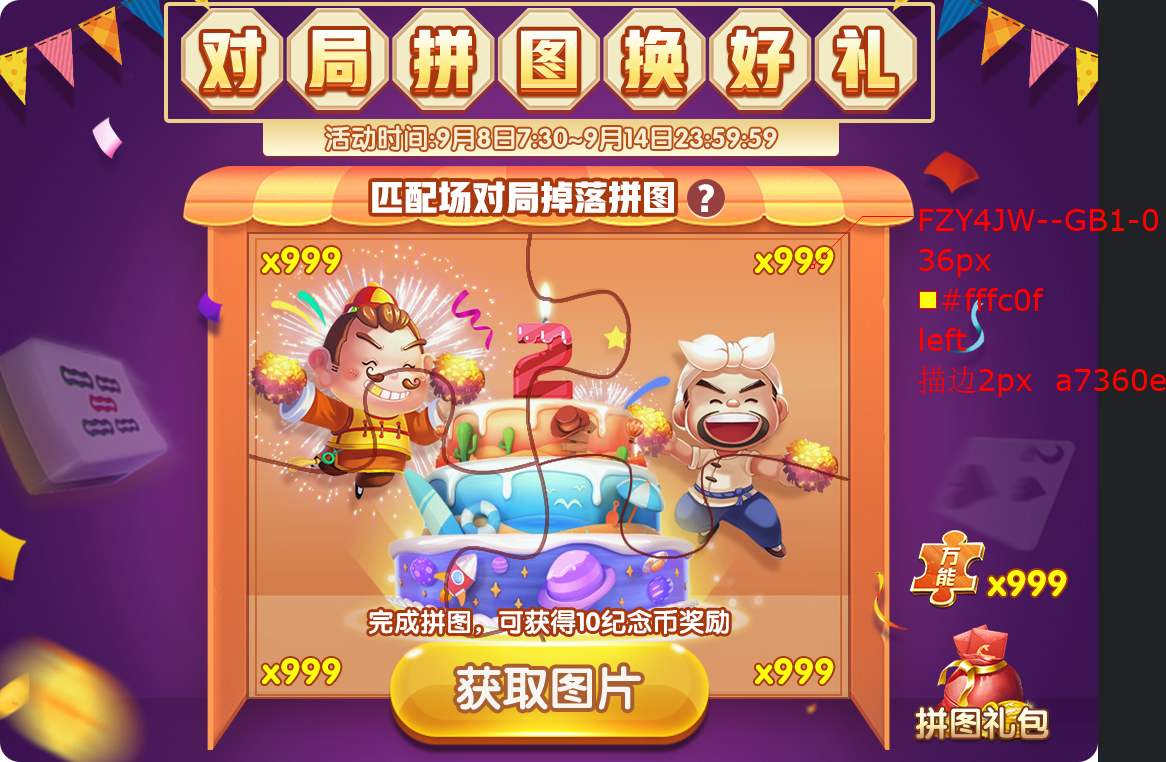 对局拼图换好礼
活动时间:9月8日7:30~9月14日23:59:59
匹配场对局掉落拼图 ?
x999
x999
FZY4JW--GB1-0
36px
#fffc0f
left
描边2px a7360e
2
2
万能
x999
完成拼图，可获得10纪念币奖励
x999
获取图片
x999
拼图礼包